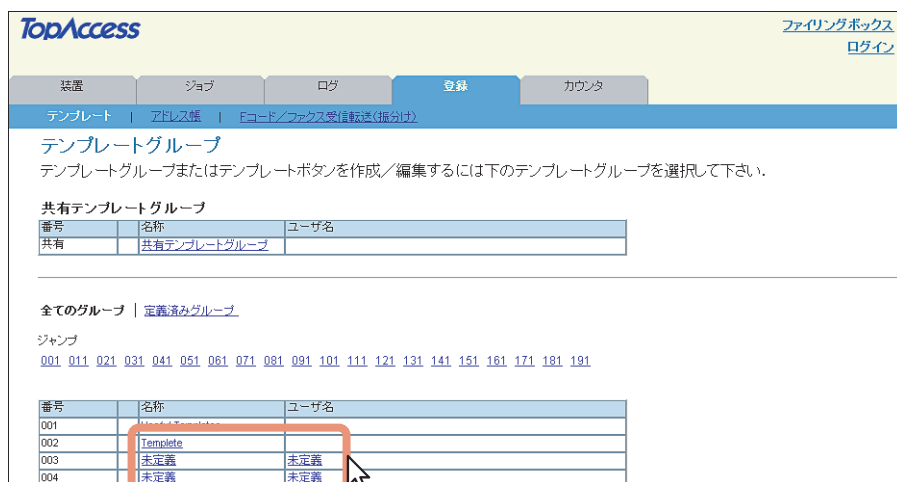 TopAccess
ファイリングボックス
ログイン
装置 ジョブ ログ 登録 カウンタ
テンプレート | アドレス帳 | Fコード／ファクス受信転送(振分け)
テンプレートグループ
テンプレートグループまたはテンプレートボタンを作成／編集するには下のテンプレートグループを選択して下さい.
共有テンプレートグループ
番号 名称 ユーザ名
共有 共有テンプレートグループ
全てのグループ | 定義済みグループ
ジャンプ
001 011 021 031 041 051 061 071 081 091 101 111 121 131 141 151 161 171 181 191
番号 名称 ユーザ名
001 Useful Templates
002 Templete
003 未定義 未定義
004 未定義 未定義